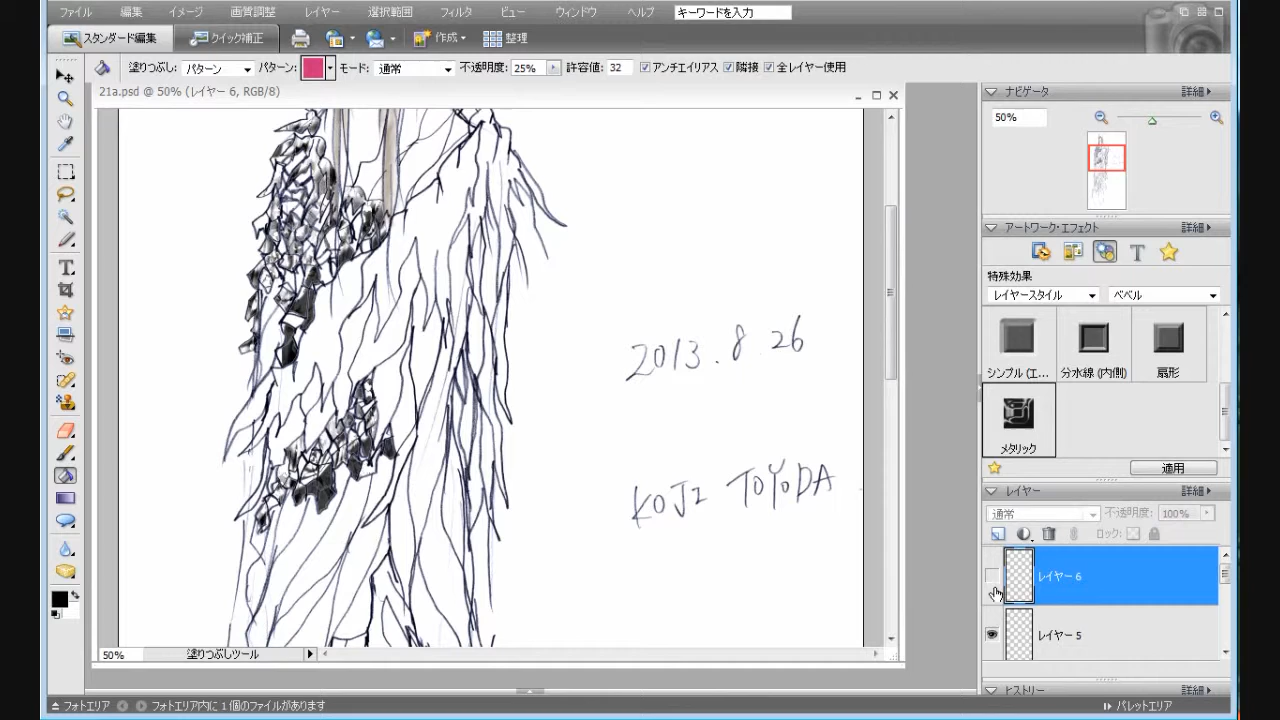 ファイル 編集 イメージ 画質調整 レイヤー 選択範囲 フィルタ ビュー ウィンドウ ヘルプ キーワードを入力
スタンダード編集 クイック補正 作成 整理
塗りつぶし: パターン パターン: モード: 通常 不透明度: 25% 許容値: 32 アンチエイリアス 隣接 全レイヤー使用
21a.psd @ 50% (レイヤー 6, RGB/8)
2013.8.26
KOJI TOYODA
50% 塗りつぶしツール
フォトエリア フォトエリア内に 1 個のファイルがあります
ナビゲータ 詳細
50%
アートワーク・エフェクト 詳細
特殊効果
レイヤースタイル ベベル
シンプル (エ... 分水線 (内側) 扇形
メタリック
適用
レイヤー 詳細
通常 不透明度: 100%
ロック:
レイヤー 6
レイヤー 5
ヒストリー 詳細
パレットエリア